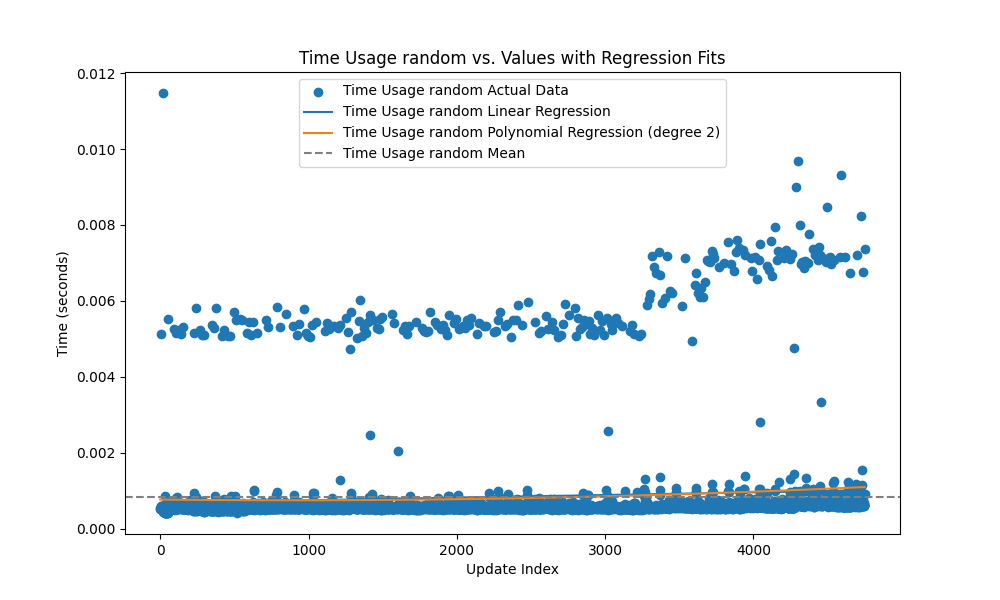 Time Usage random vs. Values with Regression Fits
Time Usage random Actual Data
Time Usage random Linear Regression
Time Usage random Polynomial Regression (degree 2)
Time Usage random Mean
0.012
0.010
0.008
0.006
0.004
0.002
0.000
Time (seconds)
0 1000 2000 3000 4000
Update Index